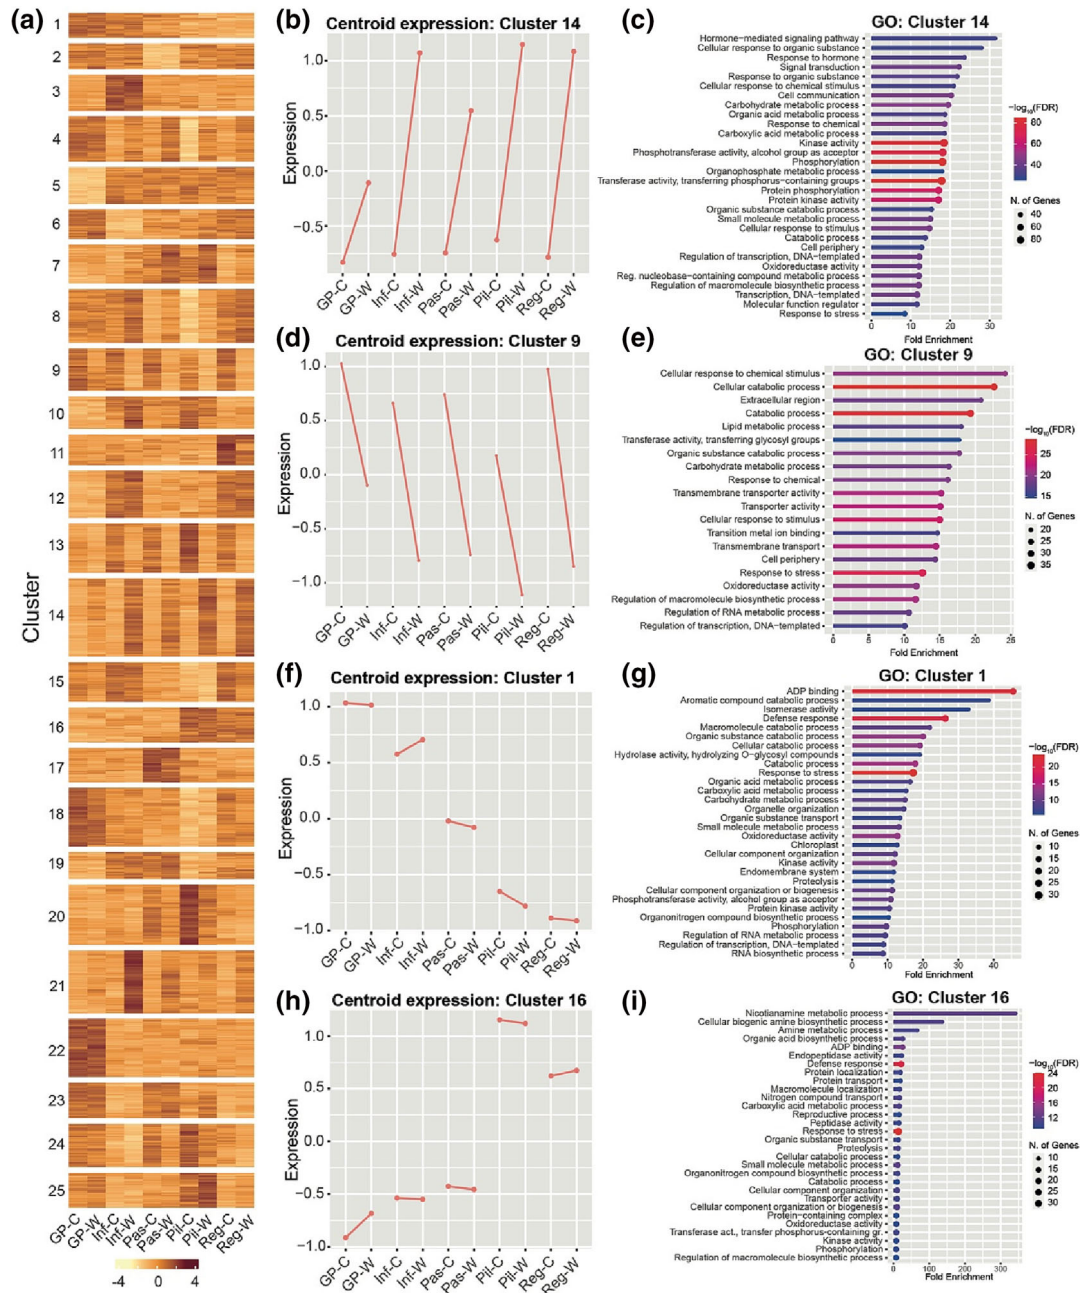 (a)
Cluster
1
2
3
4
5
6
7
8
9
10
11
12
13
14
15
16
17
18
19
20
21
22
23
24
25
GP-C
GP-W
Inf-C
Inf-W
Pas-C
Pas-W
Pil-C
Pil-W
Reg-C
Reg-W
-4 0 4
(b)
Centroid expression: Cluster 14
Expression
1.0
0.5
0.0
−0.5
GP-C
GP-W
Inf-C
Inf-W
Pas-C
Pas-W
Pil-C
Pil-W
Reg-C
Reg-W
(c)
GO: Cluster 14
Hormone−mediated signaling pathway
Cellular response to organic substance
Response to hormone
Signal transduction
Response to organic substance
Cellular response to chemical stimulus
Cell communication
Carbohydrate metabolic process
Organic acid metabolic process
Response to chemical
Carboxylic acid metabolic process
Kinase activity
Phosphotransferase activity, alcohol group as acceptor
Phosphorylation
Organophosphate metabolic process
Transferase activity, transferring phosphorus−containing groups
Protein phosphorylation
Protein kinase activity
Organic substance catabolic process
Small molecule metabolic process
Cellular response to stimulus
Catabolic process
Cell periphery
Regulation of transcription, DNA−templated
Oxidoreductase activity
Reg. nucleobase−containing compound metabolic process
Regulation of macromolecule biosynthetic process
Transcription, DNA−templated
Molecular function regulator
Response to stress
0 10 20 30
Fold Enrichment
−log10(FDR)
80
60
40
N. of Genes
40
60
80
(d)
Centroid expression: Cluster 9
Expression
1.0
0.5
0.0
−0.5
−1.0
GP-C
GP-W
Inf-C
Inf-W
Pas-C
Pas-W
Pil-C
Pil-W
Reg-C
Reg-W
(e)
GO: Cluster 9
Cellular response to chemical stimulus
Cellular catabolic process
Extracellular region
Catabolic process
Lipid metabolic process
Transferase activity, transferring glycosyl groups
Organic substance catabolic process
Carbohydrate metabolic process
Response to chemical
Transmembrane transporter activity
Transporter activity
Cellular response to stimulus
Transition metal ion binding
Transmembrane transport
Cell periphery
Response to stress
Oxidoreductase activity
Regulation of macromolecule biosynthetic process
Regulation of RNA metabolic process
Regulation of transcription, DNA−templated
0 5 10 15 20 25
Fold Enrichment
−log10(FDR)
25
20
15
N. of Genes
20
25
30
35
(f)
Centroid expression: Cluster 1
Expression
1.0
0.5
0.0
−0.5
−1.0
GP-C
GP-W
Inf-C
Inf-W
Pas-C
Pas-W
Pil-C
Pil-W
Reg-C
Reg-W
(g)
GO: Cluster 1
ADP binding
Aromatic compound catabolic process
Isomerase activity
Defense response
Macromolecule catabolic process
Organic substance catabolic process
Cellular catabolic process
Hydrolase activity, hydrolyzing O−glycosyl compounds
Catabolic process
Response to stress
Organic acid metabolic process
Carboxylic acid metabolic process
Carbohydrate metabolic process
Organelle organization
Organic substance transport
Small molecule metabolic process
Oxidoreductase activity
Chloroplast
Cellular component organization
Kinase activity
Endomembrane system
Proteolysis
Cellular component organization or biogenesis
Phosphotransferase activity, alcohol group as acceptor
Protein kinase activity
Organonitrogen compound biosynthetic process
Phosphorylation
Regulation of RNA metabolic process
Regulation of transcription, DNA−templated
RNA biosynthetic process
0 10 20 30 40
Fold Enrichment
−log10(FDR)
20
15
10
N. of Genes
10
15
20
25
30
(h)
Centroid expression: Cluster 16
Expression
1.0
0.5
0.0
−0.5
−1.0
GP-C
GP-W
Inf-C
Inf-W
Pas-C
Pas-W
Pil-C
Pil-W
Reg-C
Reg-W
(i)
GO: Cluster 16
Nicotianamine metabolic process
Cellular biogenic amine biosynthetic process
Amine metabolic process
Organic acid biosynthetic process
ADP binding
Endopeptidase activity
Defense response
Protein localization
Protein transport
Macromolecule localization
Nitrogen compound transport
Carboxylic acid metabolic process
Reproductive process
Peptidase activity
Response to stress
Organic substance transport
Proteolysis
Cellular catabolic process
Small molecule metabolic process
Organonitrogen compound biosynthetic process
Catabolic process
Cellular component organization
Transporter activity
Cellular component organization or biogenesis
Protein−containing complex
Oxidoreductase activity
Transferase act., transfer phosphorus−containing gr.
Kinase activity
Phosphorylation
Regulation of macromolecule biosynthetic process
0 100 200 300
Fold Enrichment
−log10(FDR)
24
20
16
12
N. of Genes
10
15
20
25
30